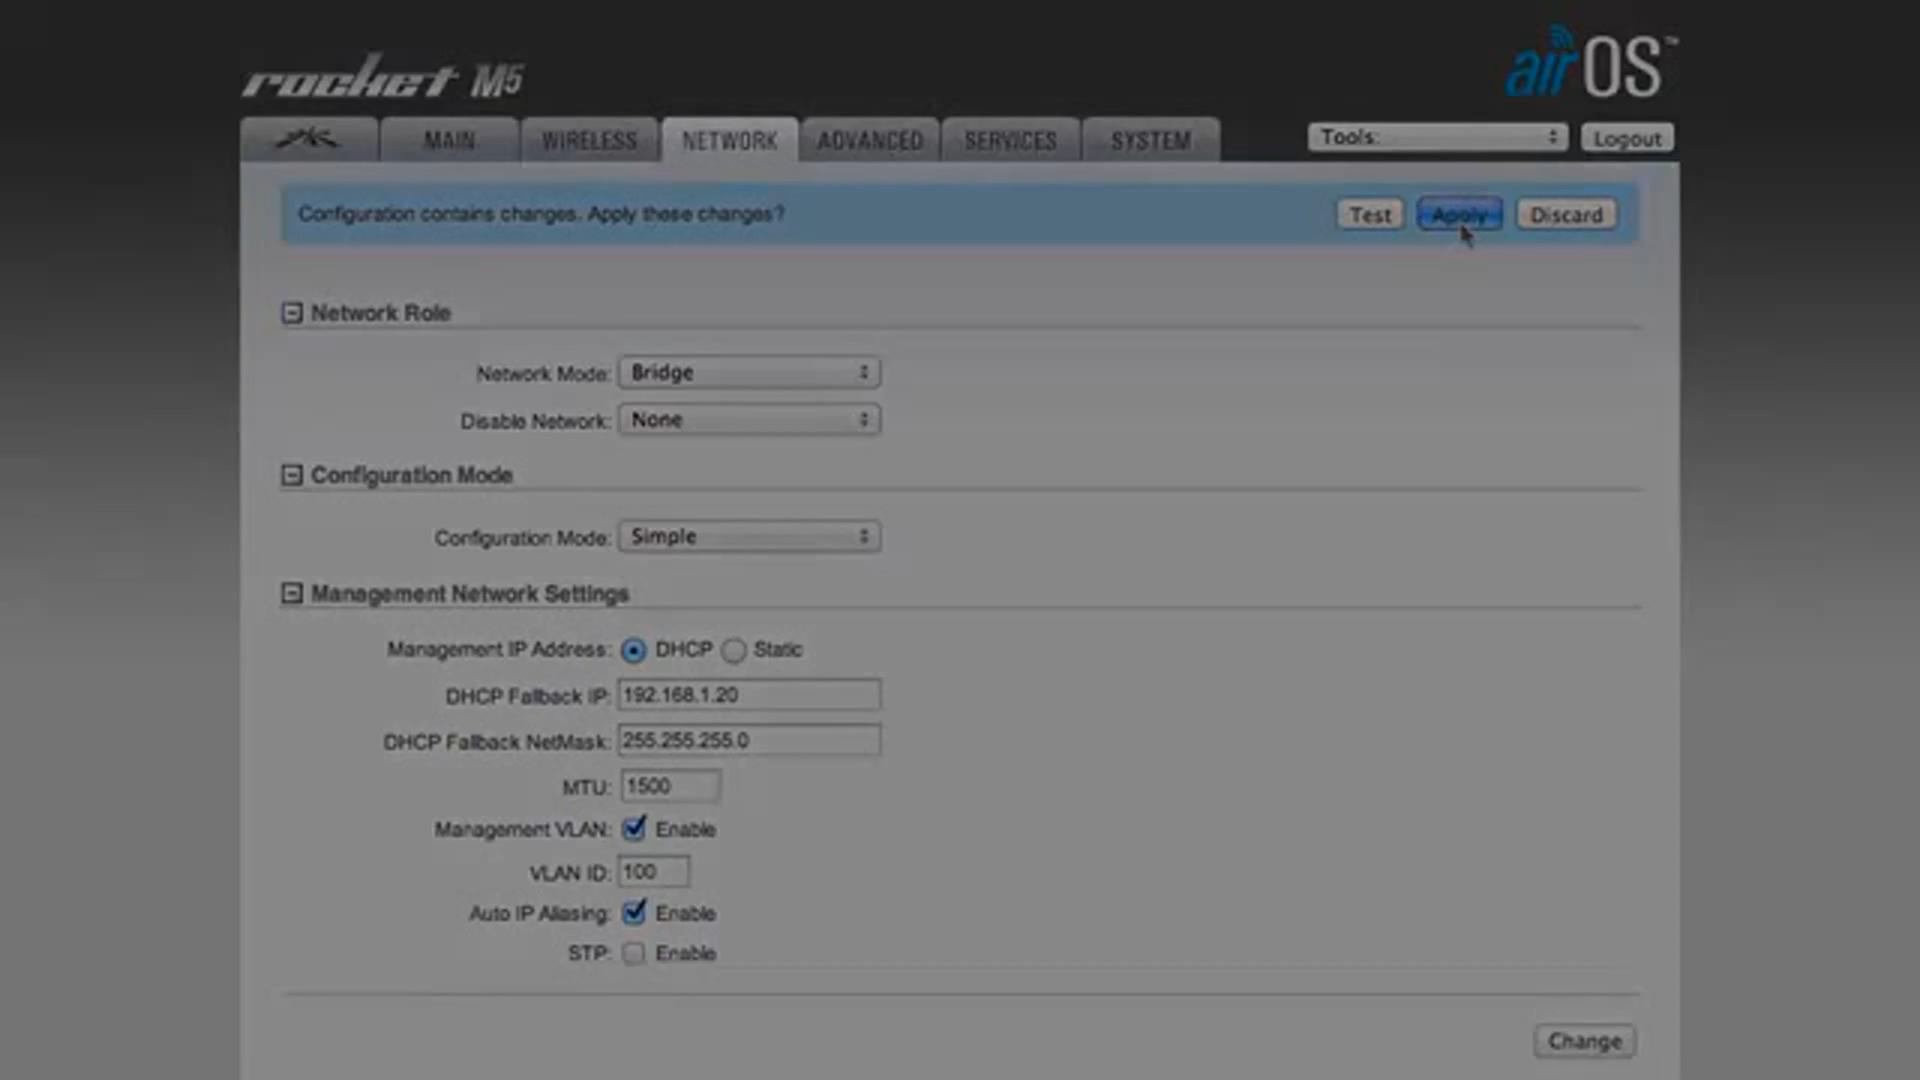 rocket M5
airOS™
MAIN WIRELESS NETWORK ADVANCED SERVICES SYSTEM Tools: Logout
Configuration contains changes. Apply these changes? Test Apply Discard
Network Role
Network Mode: Bridge
Disable Network: None
Configuration Mode
Configuration Mode: Simple
Management Network Settings
Management IP Address: DHCP Static
DHCP Fallback IP: 192.168.1.20
DHCP Fallback NetMask: 255.255.255.0
MTU: 1500
Management VLAN: Enable
VLAN ID: 100
Auto IP Aliasing: Enable
STP: Enable
Change